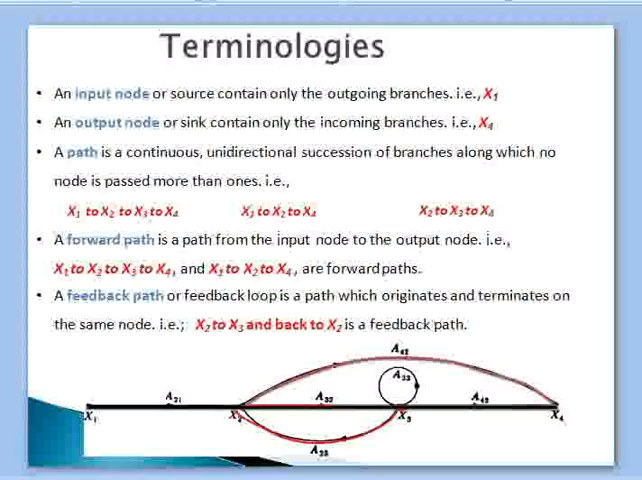 Terminologies
• An input node or source contain only the outgoing branches. i.e., X1
• An output node or sink contain only the incoming branches. i.e., X4
• A path is a continuous, unidirectional succession of branches along which no
node is passed more than ones. i.e.,
X1 to X2 to X3 to X4 X1 to X2 to X4 X2 to X3 to X4
• A forward path is a path from the input node to the output node. i.e.,
X1 to X2 to X3 to X4, and X1 to X2 to X4, are forward paths.
• A feedback path or feedback loop is a path which originates and terminates on
the same node. i.e.; X2 to X3 and back to X2 is a feedback path.
A42
A33
A21 A32 A43
X1 X2 X3 X4
A23